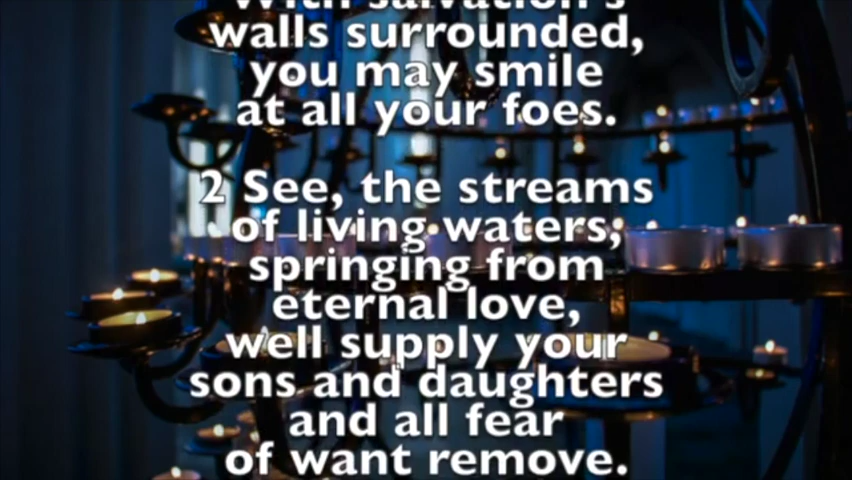 With salvation's
walls surrounded,
you may smile
at all your foes.
2 See, the streams
of living waters,
springing from
eternal love,
well supply your
sons and daughters
and all fear
of want remove.